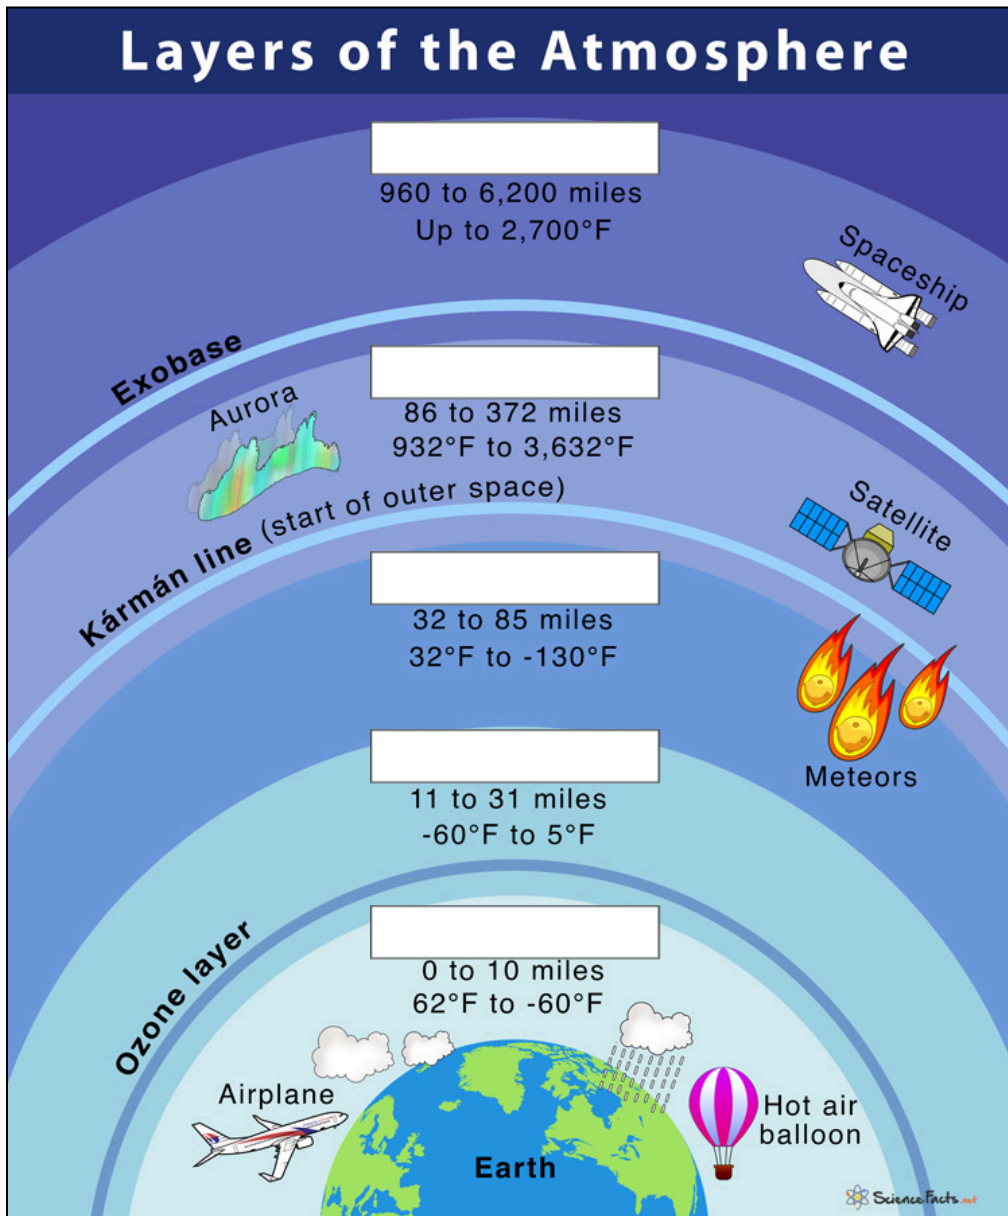 Layers of the Atmosphere
960 to 6,200 miles
Up to 2,700°F
Spaceship
Exobase
Aurora
86 to 372 miles
932°F to 3,632°F
Kármán line (start of outer space)
Satellite
32 to 85 miles
32°F to -130°F
Meteors
11 to 31 miles
-60°F to 5°F
Ozone layer
0 to 10 miles
62°F to -60°F
Airplane
Hot air
balloon
Earth
ScienceFacts.net